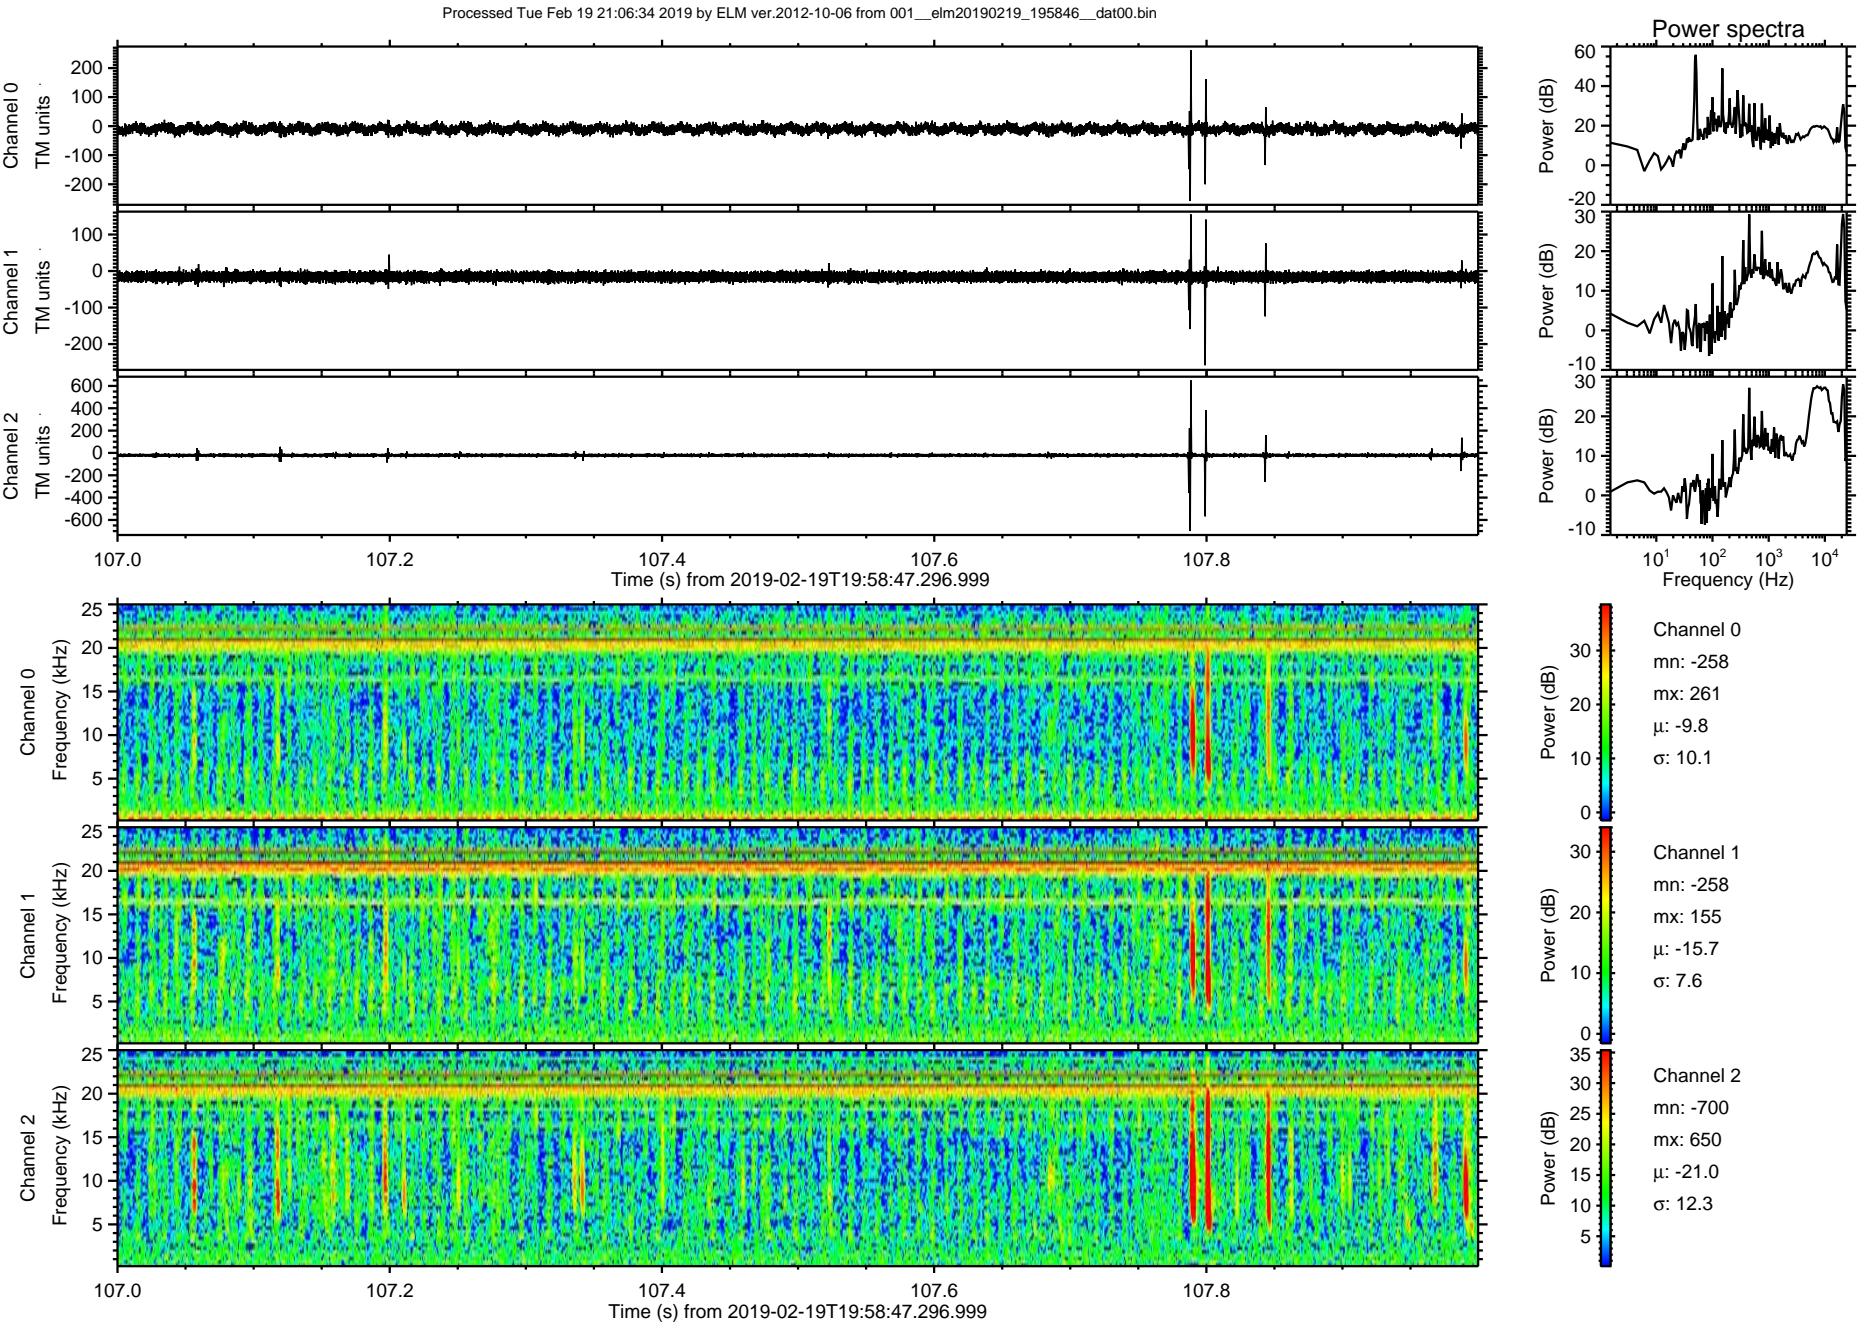 Processed Tue Feb 19 21:06:34 2019 by ELM ver.2012-10-06 from 001__elm20190219_195846__dat00.bin
Power spectra
Channel 0
TM units
200
100
0
-100
-200
Power (dB)
60
40
20
0
-20
Channel 1
TM units
100
0
-100
-200
Power (dB)
30
20
10
0
-10
Channel 2
TM units
600
400
200
0
-200
-400
-600
Power (dB)
30
20
10
0
-10
107.0 107.2 107.4 107.6 107.8
Time (s) from 2019-02-19T19:58:47.296.999
10^1 10^2 10^3 10^4
Frequency (Hz)
Channel 0
Frequency (kHz)
25
20
15
10
5
Power (dB)
30
20
10
0
Channel 0
mn: -258
mx: 261
µ: -9.8
σ: 10.1
Channel 1
Frequency (kHz)
25
20
15
10
5
Power (dB)
30
20
10
0
Channel 1
mn: -258
mx: 155
µ: -15.7
σ: 7.6
Channel 2
Frequency (kHz)
25
20
15
10
5
Power (dB)
35
30
25
20
15
10
5
Channel 2
mn: -700
mx: 650
µ: -21.0
σ: 12.3
107.0 107.2 107.4 107.6 107.8
Time (s) from 2019-02-19T19:58:47.296.999